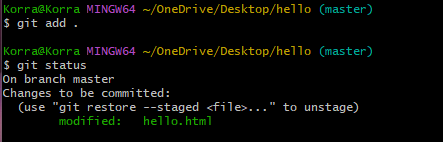 Korra@Korra MINGW64 ~/OneDrive/Desktop/hello (master)
$ git add .
Korra@Korra MINGW64 ~/OneDrive/Desktop/hello (master)
$ git status
On branch master
Changes to be committed:
  (use "git restore --staged <file>..." to unstage)
        modified:   hello.html